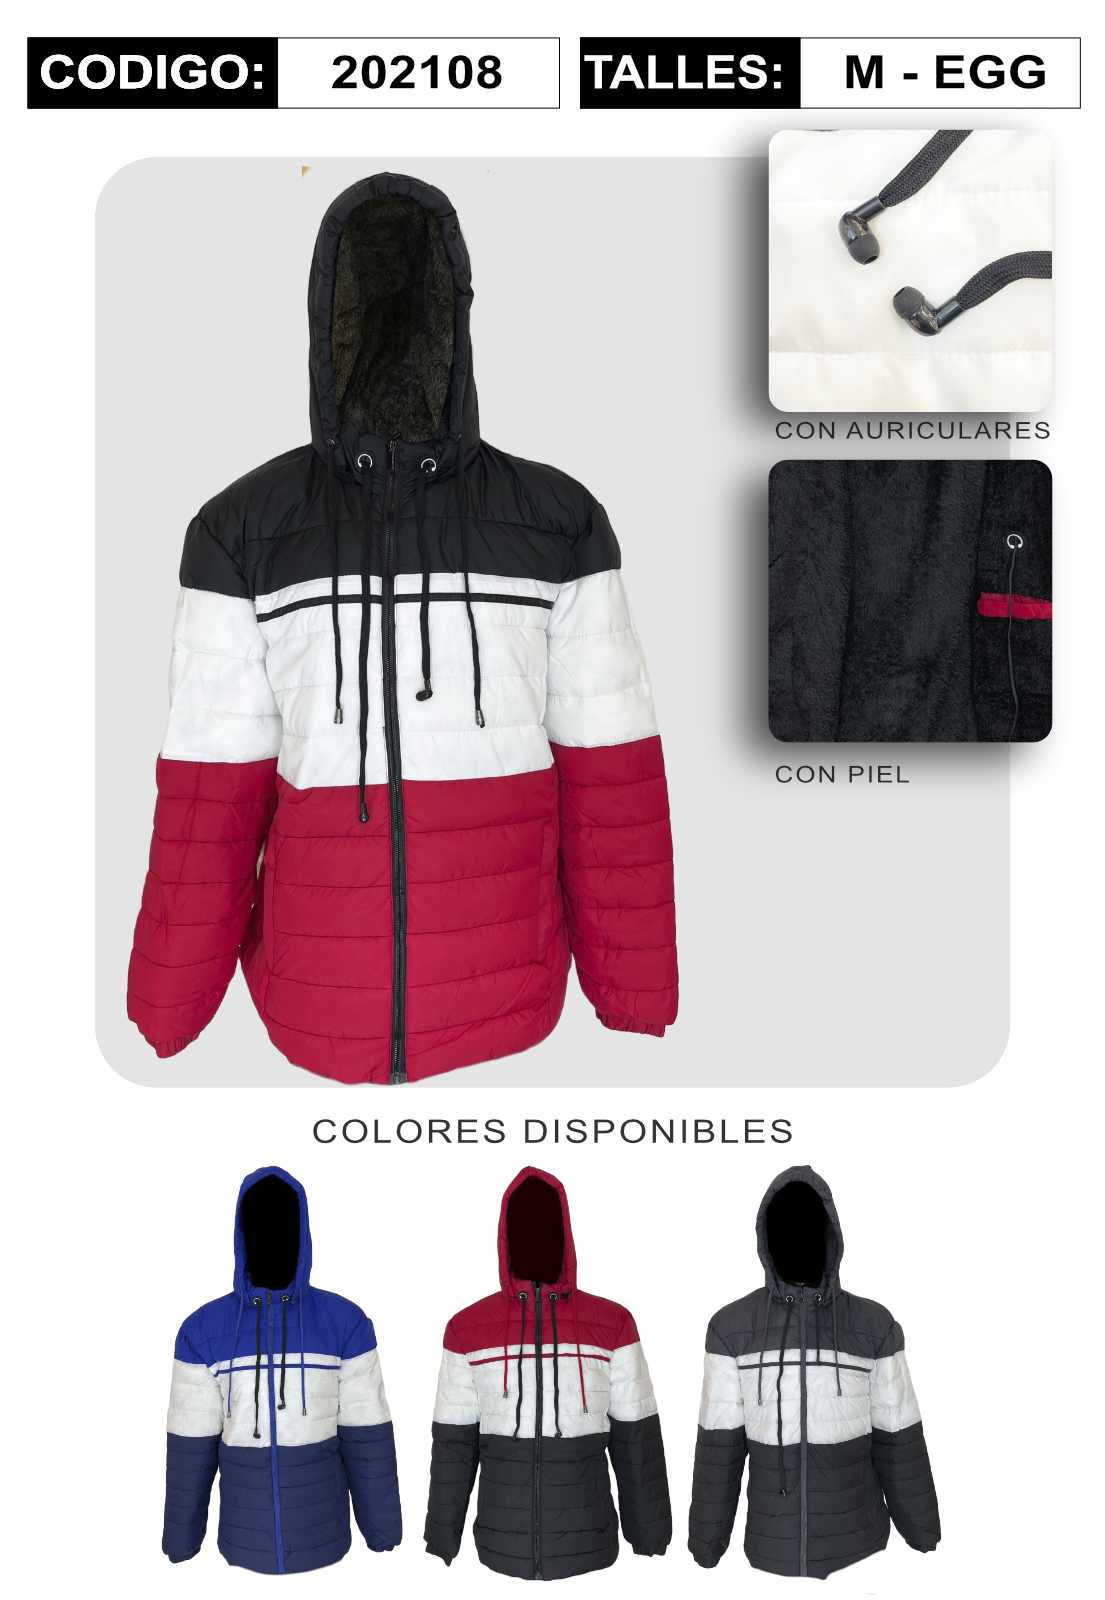 CODIGO: 202108 TALLES: M - EGG
CON AURICULARES
CON PIEL
COLORES DISPONIBLES